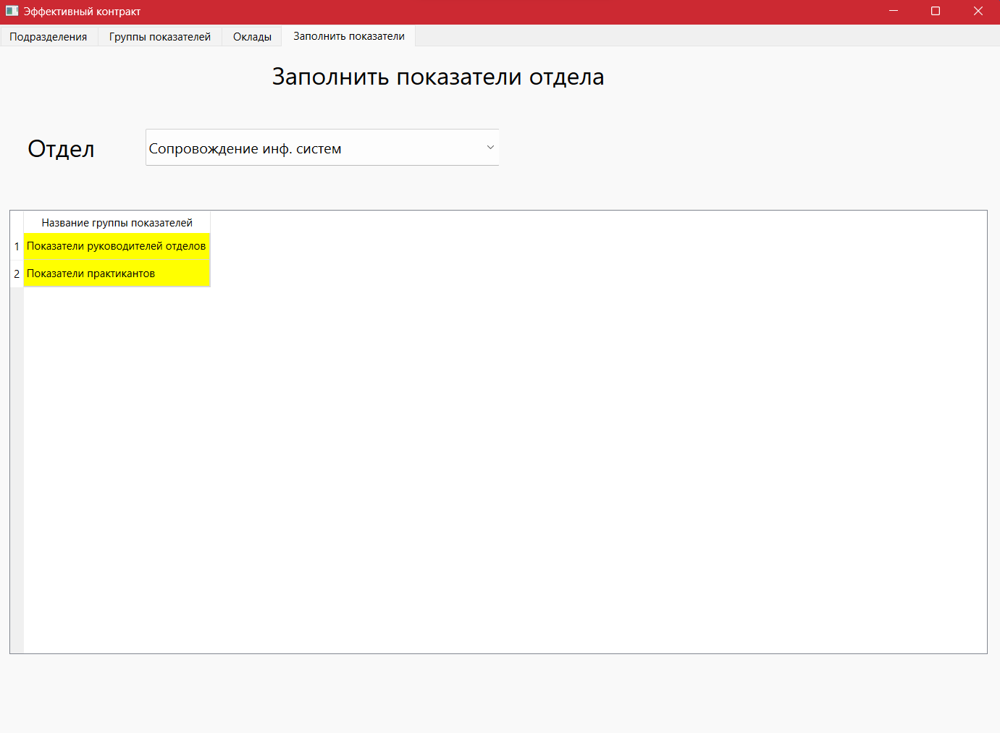 Эффективный контракт
Подразделения Группы показателей Оклады Заполнить показатели
Заполнить показатели отдела
Отдел Сопровождение инф. систем
Название группы показателей
1 Показатели руководителей отделов
2 Показатели практикантов